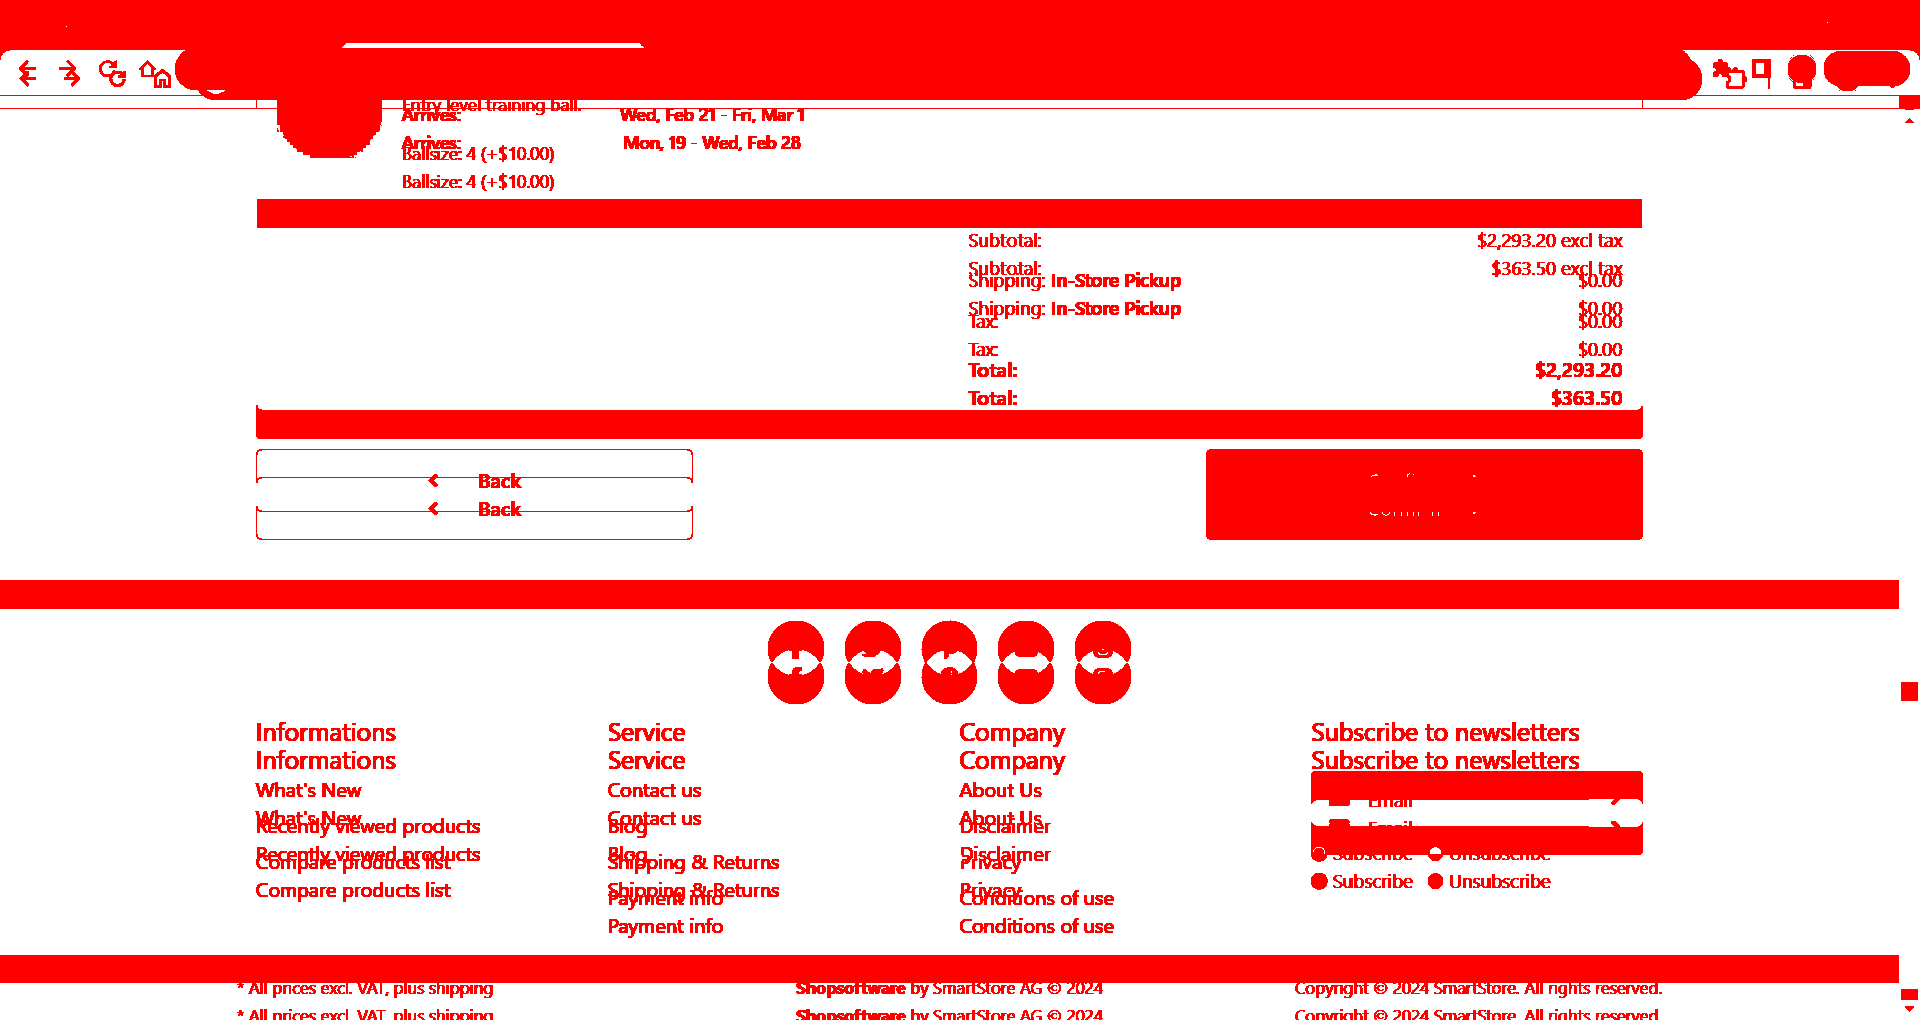 Entry level training ball.
Arrives: Wed, Feb 21 - Fri, Mar 1
Arrives: Mon, 19 - Wed, Feb 28
Ballsize: 4 (+$10.00)
Ballsize: 4 (+$10.00)
Subtotal: $2,293.20 excl tax
Subtotal: $363.50 excl tax
Shipping: In-Store Pickup $0.00
Shipping: In-Store Pickup $0.00
Tax: $0.00
Tax: $0.00
Total: $2,293.20
Total: $363.50
Back
Back
Informations Service Company Subscribe to newsletters
Informations Service Company Subscribe to newsletters
What's New Contact us About Us
Email
What's New Contact us About Us
Recently viewed products Blog Disclaimer Email
Recently viewed products Blog Disclaimer Subscribe Unsubscribe
Compare products list Shipping & Returns Privacy
Subscribe Unsubscribe
Compare products list Shipping & Returns Privacy
Payment info Conditions of use
Payment info Conditions of use
* All prices excl. VAT, plus shipping Shopsoftware by SmartStore AG © 2024 Copyright © 2024 SmartStore. All rights reserved.
* All prices excl. VAT, plus shipping Shopsoftware by SmartStore AG © 2024 Copyright © 2024 SmartStore. All rights reserved.